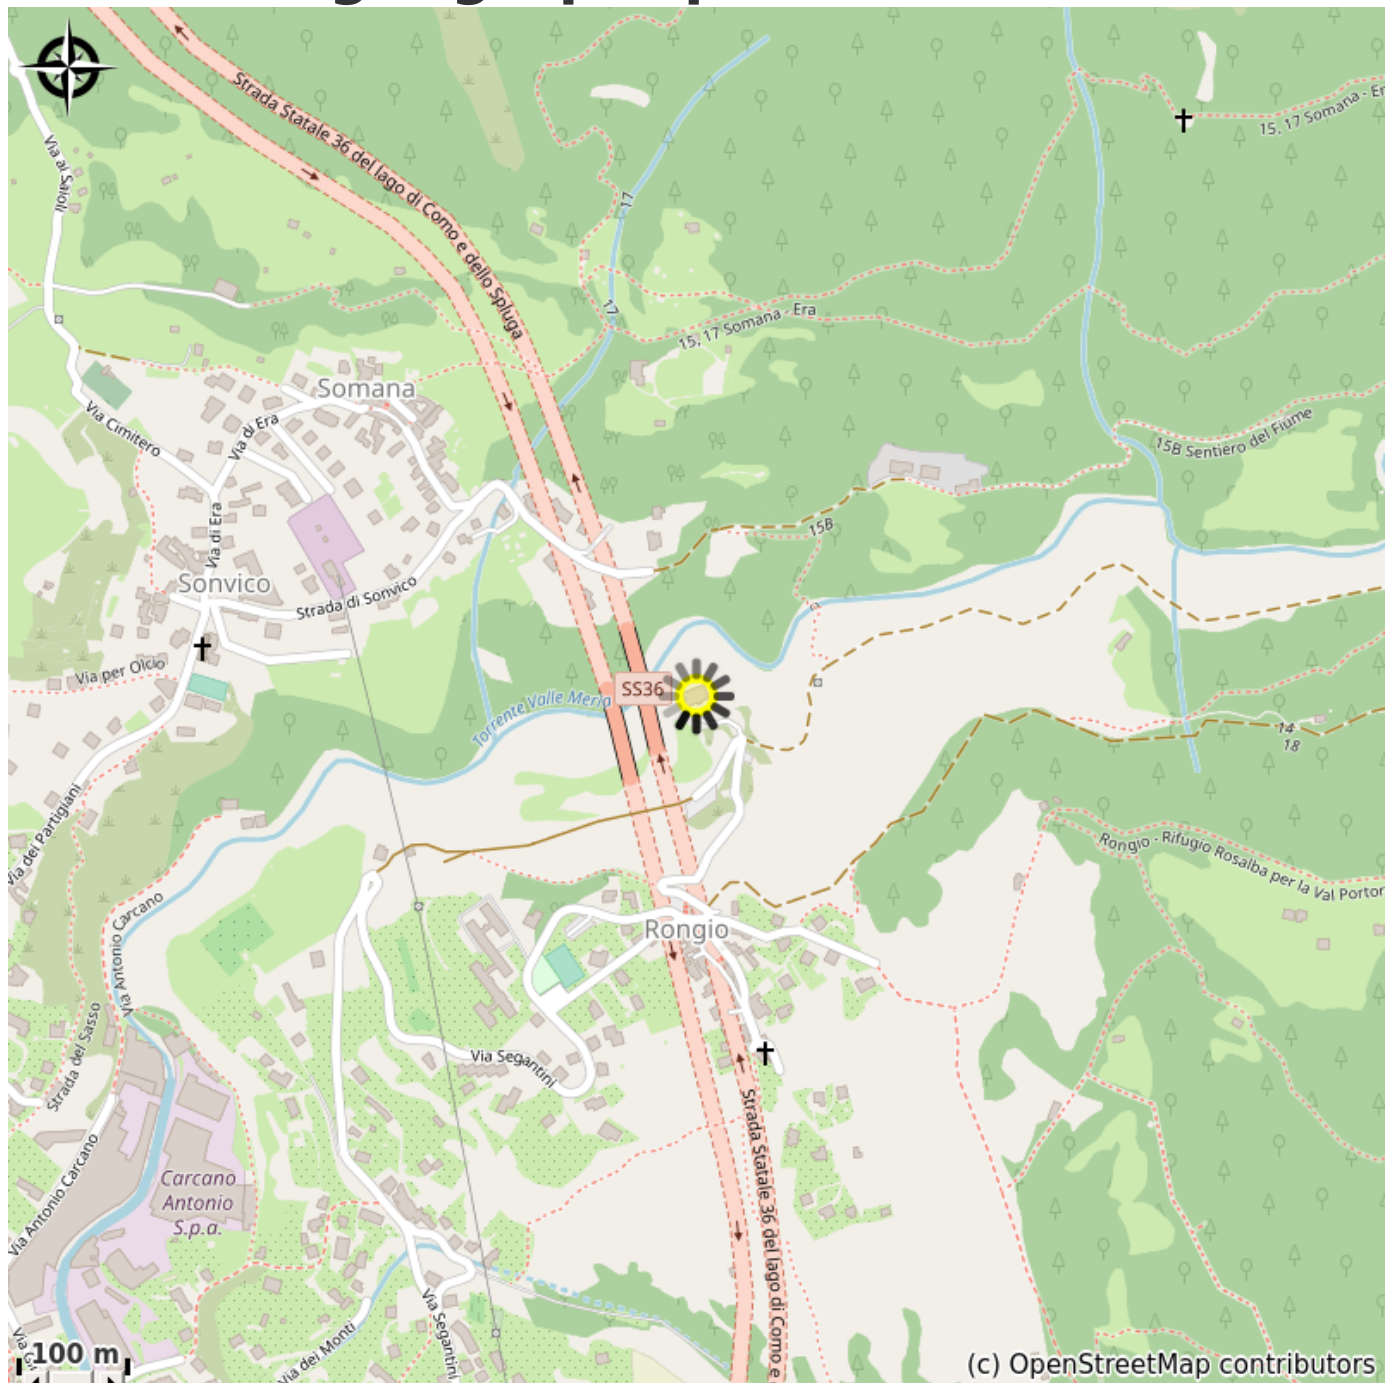 Strada Statale 36 del lago di Como e dello Spluga
Via ai Saioli
17
15, 17 Somana - Er
17
15, 17 Somana - Era
Somana
Via di Era
Via Cimitero
15B Sentiero del Fiume
15B
Via di Era
Sonvico
Strada di Sonvico
Via per Olcio
SS36
Torrente Valle Meria
14
18
Via dei Partigiani
Rongio - Rifugio Rosalba per la Val Portor
Via Antonio Carcano
Rongio
Strada del Sasso
Via Segantini
Strada Statale 36 del lago di Como e
Via Antonio Carcano
Carcano
Antonio
S.p.a.
Via Segantini
Via dei Monti
100 m
(c) OpenStreetMap contributors